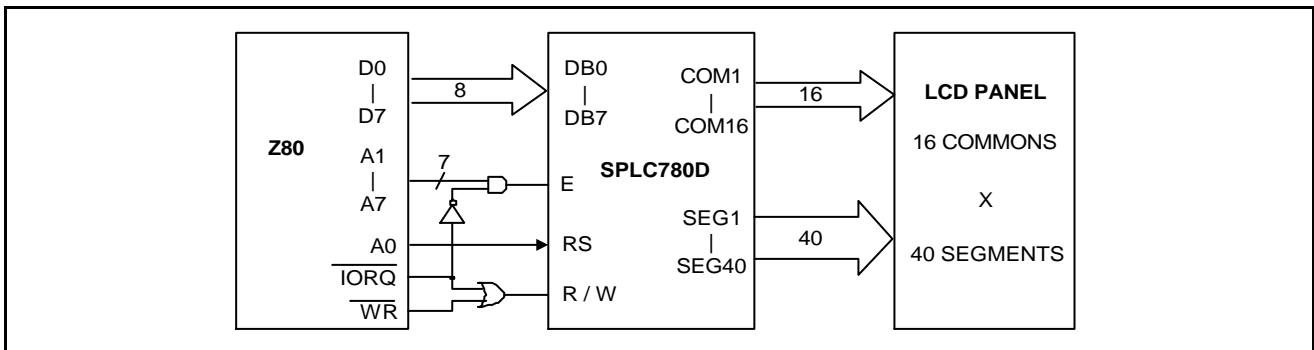 Z80
D0
|
D7
A1
|
A7
A0
IORQ
WR
8
7
SPLC780D
DB0
|
DB7
E
RS
R / W
COM1
|
COM16
SEG1
|
SEG40
16
40
LCD PANEL
16 COMMONS
X
40 SEGMENTS